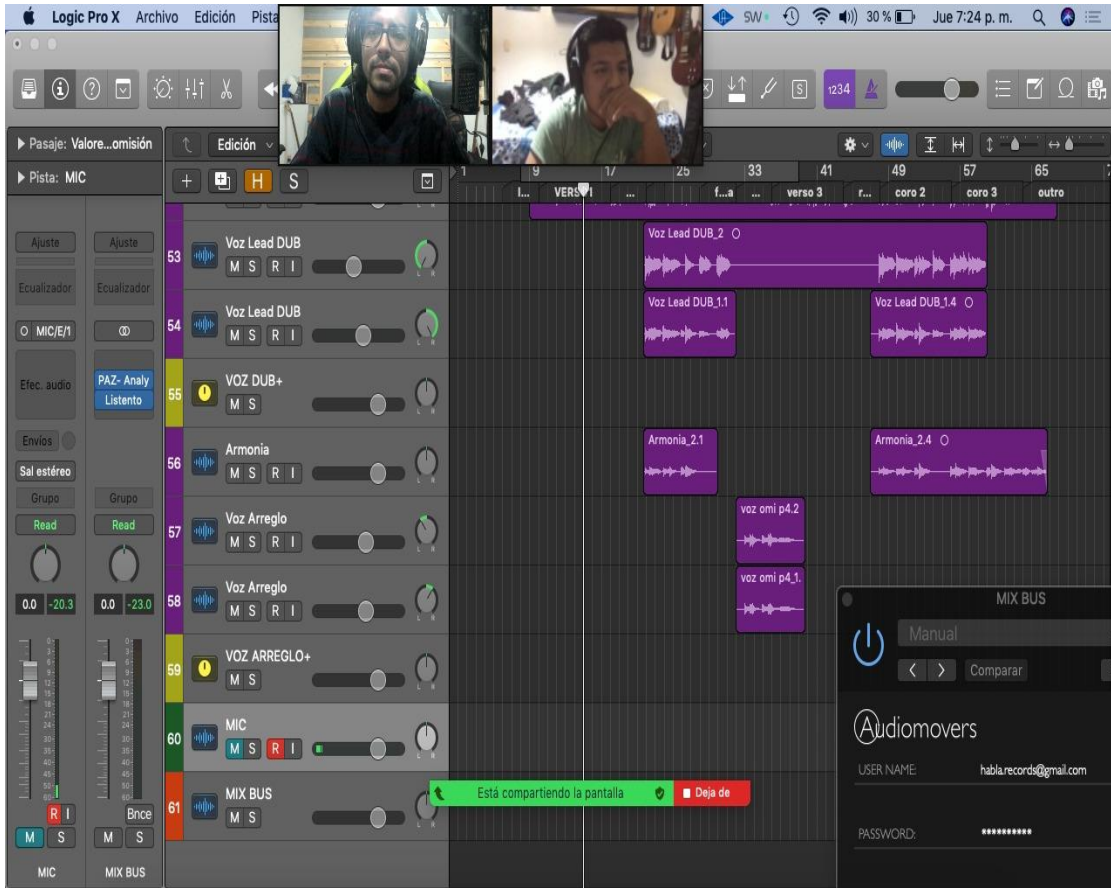 Logic Pro X Archivo Edición Pista
SW 30 % Jue 7:24 p. m.
1234
Pasaje: Valore...omisión
Edición
Pista: MIC
H S
1 9 17 25 33 41 49 57 65
I... VERSO 1 ... f...a ... verso 3 r... coro 2 coro 3 outro
Ajuste Ajuste
Ecualizador Ecualizador
MIC/E/1
Efec. audio PAZ- Analy
Listento
Envíos
Sal estéreo
Grupo Grupo
Read Read
0.0 -20.3 0.0 -23.0
R I Bnce
M S M S
MIC MIX BUS
53 Voz Lead DUB
M S R I
L R
Voz Lead DUB_2
54 Voz Lead DUB
M S R I
L R
Voz Lead DUB_1.1 Voz Lead DUB_1.4
55 VOZ DUB+
M S
L R
56 Armonia
M S R I
L R
Armonia_2.1 Armonia_2.4
57 Voz Arreglo
M S R I
L R
voz omi p4.2
58 Voz Arreglo
M S R I
L R
voz omi p4_1.
59 VOZ ARREGLO+
M S
L R
60 MIC
M S R I
L R
61 MIX BUS
M S
Está compartiendo la pantalla Deja de
MIX BUS
Manual
Comparar
Audiomovers
USER NAME: habla.records@gmail.com
PASSWORD: **********